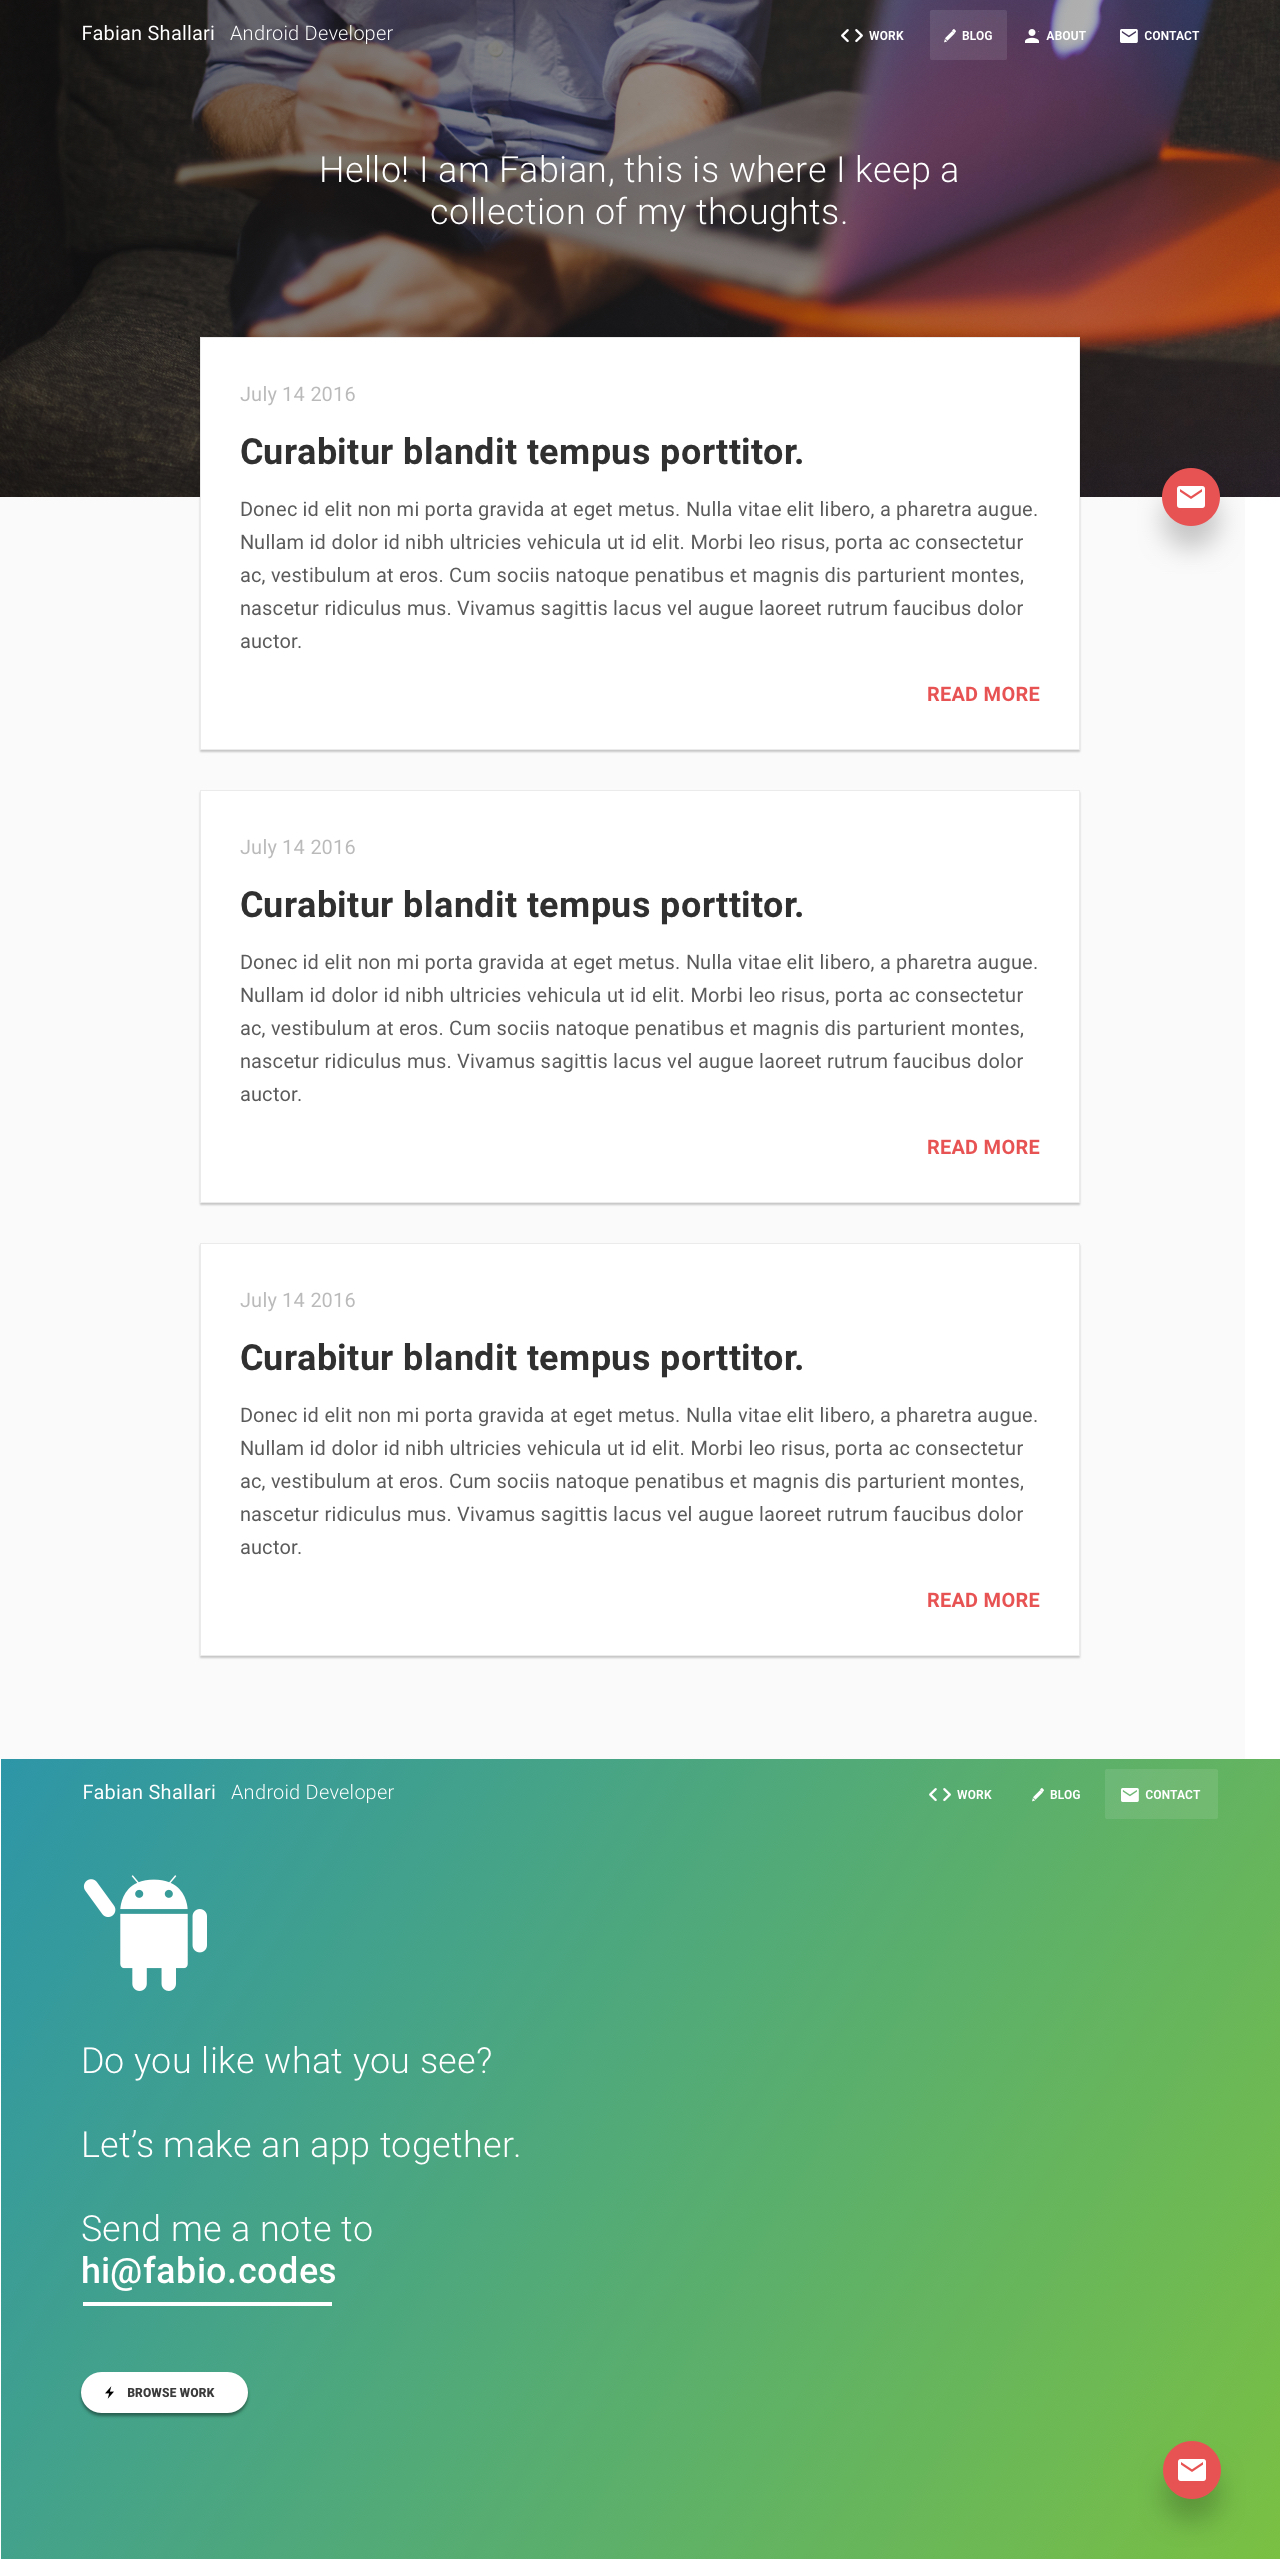 Fabian Shallari Android Developer
WORK BLOG ABOUT CONTACT
Hello! I am Fabian, this is where I keep a
collection of my thoughts.
July 14 2016
Curabitur blandit tempus porttitor.
Donec id elit non mi porta gravida at eget metus. Nulla vitae elit libero, a pharetra augue.
Nullam id dolor id nibh ultricies vehicula ut id elit. Morbi leo risus, porta ac consectetur
ac, vestibulum at eros. Cum sociis natoque penatibus et magnis dis parturient montes,
nascetur ridiculus mus. Vivamus sagittis lacus vel augue laoreet rutrum faucibus dolor
auctor.
READ MORE
July 14 2016
Curabitur blandit tempus porttitor.
Donec id elit non mi porta gravida at eget metus. Nulla vitae elit libero, a pharetra augue.
Nullam id dolor id nibh ultricies vehicula ut id elit. Morbi leo risus, porta ac consectetur
ac, vestibulum at eros. Cum sociis natoque penatibus et magnis dis parturient montes,
nascetur ridiculus mus. Vivamus sagittis lacus vel augue laoreet rutrum faucibus dolor
auctor.
READ MORE
July 14 2016
Curabitur blandit tempus porttitor.
Donec id elit non mi porta gravida at eget metus. Nulla vitae elit libero, a pharetra augue.
Nullam id dolor id nibh ultricies vehicula ut id elit. Morbi leo risus, porta ac consectetur
ac, vestibulum at eros. Cum sociis natoque penatibus et magnis dis parturient montes,
nascetur ridiculus mus. Vivamus sagittis lacus vel augue laoreet rutrum faucibus dolor
auctor.
READ MORE
Fabian Shallari Android Developer
WORK BLOG CONTACT
Do you like what you see?
Let’s make an app together.
Send me a note to
hi@fabio.codes
BROWSE WORK